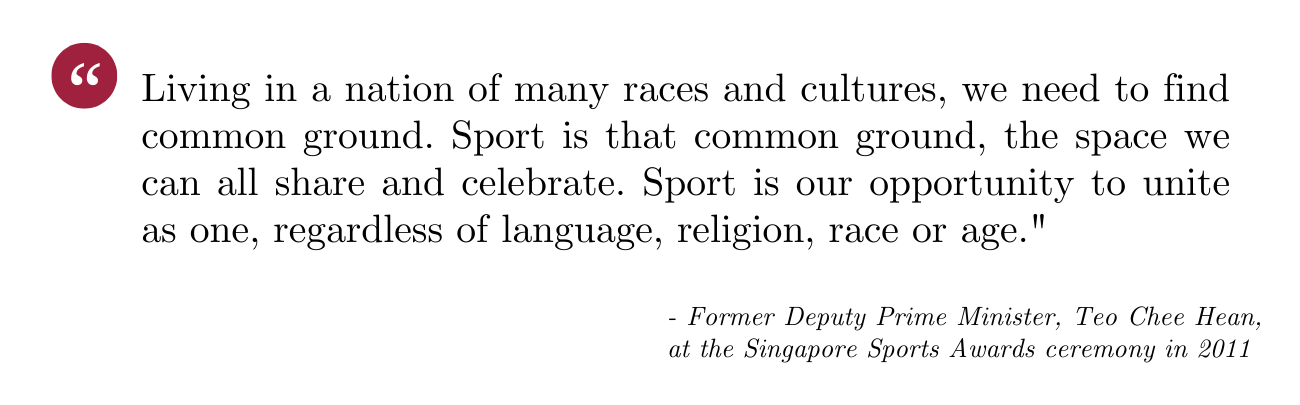 “
Living in a nation of many races and cultures, we need to find
common ground. Sport is that common ground, the space we
can all share and celebrate. Sport is our opportunity to unite
as one, regardless of language, religion, race or age."
- Former Deputy Prime Minister, Teo Chee Hean,
at the Singapore Sports Awards ceremony in 2011